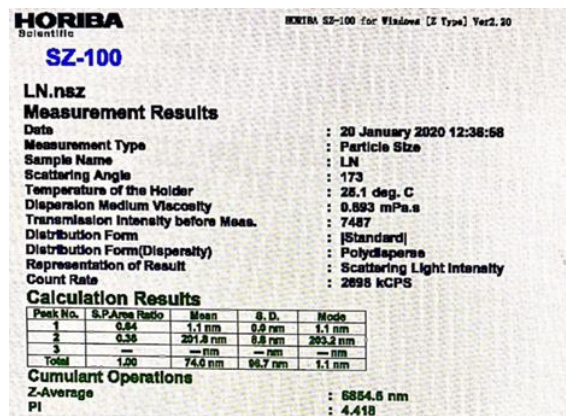 HORIBA
Scientific
HORIBA SZ-100 for Windows [Z Type] Ver2.20
SZ-100
LN.nsz
Measurement Results
Date : 20 January 2020 12:38:58
Measurement Type : Particle Size
Sample Name : LN
Scattering Angle : 173
Temperature of the Holder : 25.1 deg. C
Dispersion Medium Viscosity : 0.893 mPa.s
Transmission Intensity before Meas. : 7487
Distribution Form : [Standard]
Distribution Form(Dispersity) : Polydisperse
Representation of Result : Scattering Light Intensity
Count Rate : 2698 kCPS
Calculation Results
Peak No. S.P.Area Ratio Mean S. D. Mode
1 0.64 1.1 nm 0.0 nm 1.1 nm
2 0.36 201.8 nm 8.8 nm 203.2 nm
3 — — nm — nm — nm
Total 1.00 74.0 nm 96.7 nm 1.1 nm
Cumulant Operations
Z-Average : 6854.5 nm
PI : 4.418